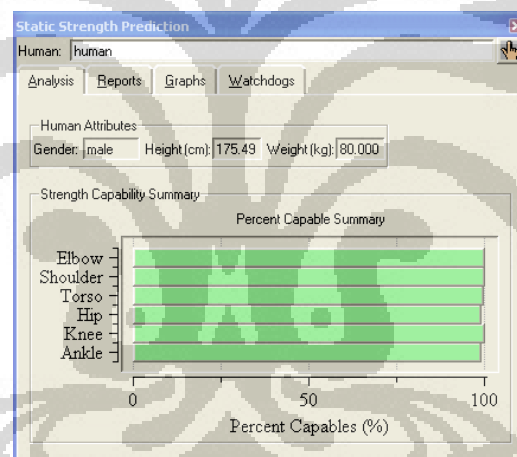 Static Strength Prediction
Human: human
Analysis Reports Graphs Watchdogs
Human Attributes
Gender: male Height(cm): 175.49 Weight(kg): 80.000
Strength Capability Summary
Percent Capable Summary
Elbow
Shoulder
Torso
Hip
Knee
Ankle
0 50 100
Percent Capables (%)